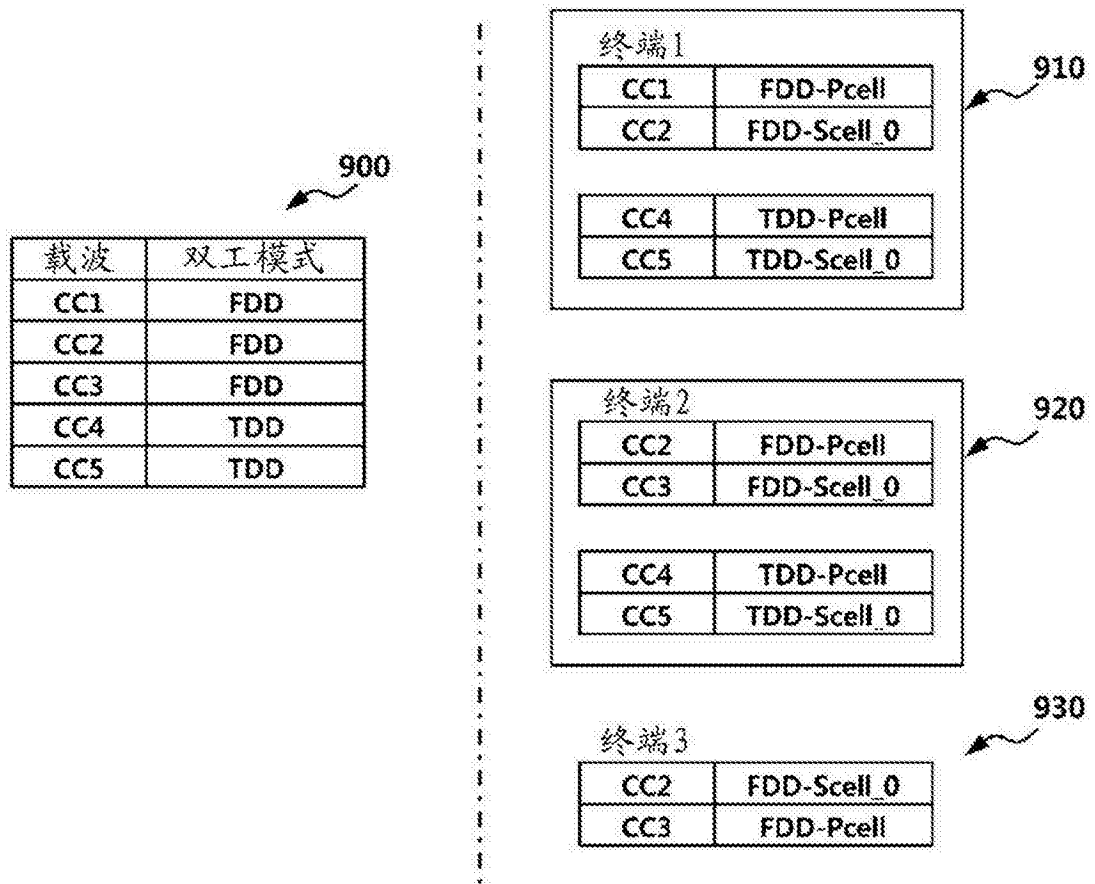 900
载波 双工模式
CC1 FDD
CC2 FDD
CC3 FDD
CC4 TDD
CC5 TDD
910
终端1
CC1 FDD-Pcell
CC2 FDD-Scell_0
CC4 TDD-Pcell
CC5 TDD-Scell_0
920
终端2
CC2 FDD-Pcell
CC3 FDD-Scell_0
CC4 TDD-Pcell
CC5 TDD-Scell_0
930
终端3
CC2 FDD-Scell_0
CC3 FDD-Pcell